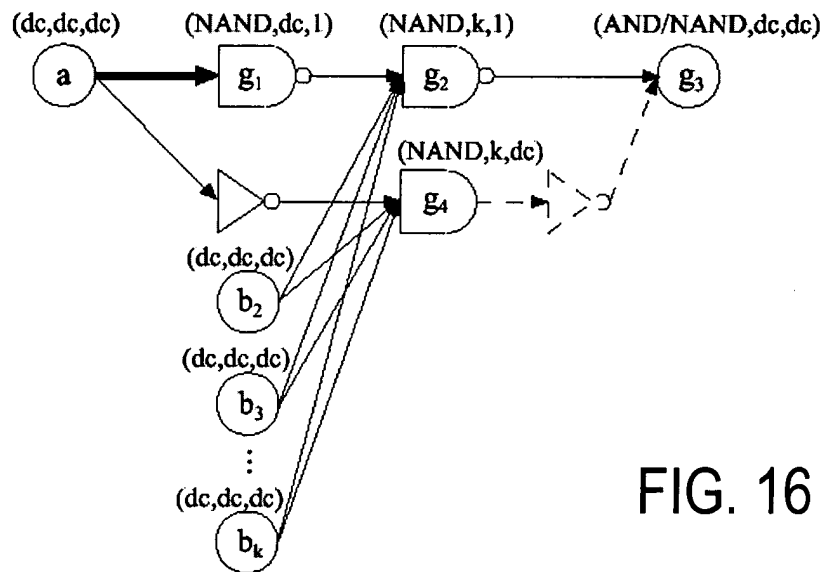 (dc,dc,dc) (NAND,dc,1) (NAND,k,1) (AND/NAND,dc,dc)
a g₁ g₂ g₃
(NAND,k,dc)
g₄
(dc,dc,dc)
b₂
(dc,dc,dc)
b₃
⋮
(dc,dc,dc)
bₖ
FIG. 16